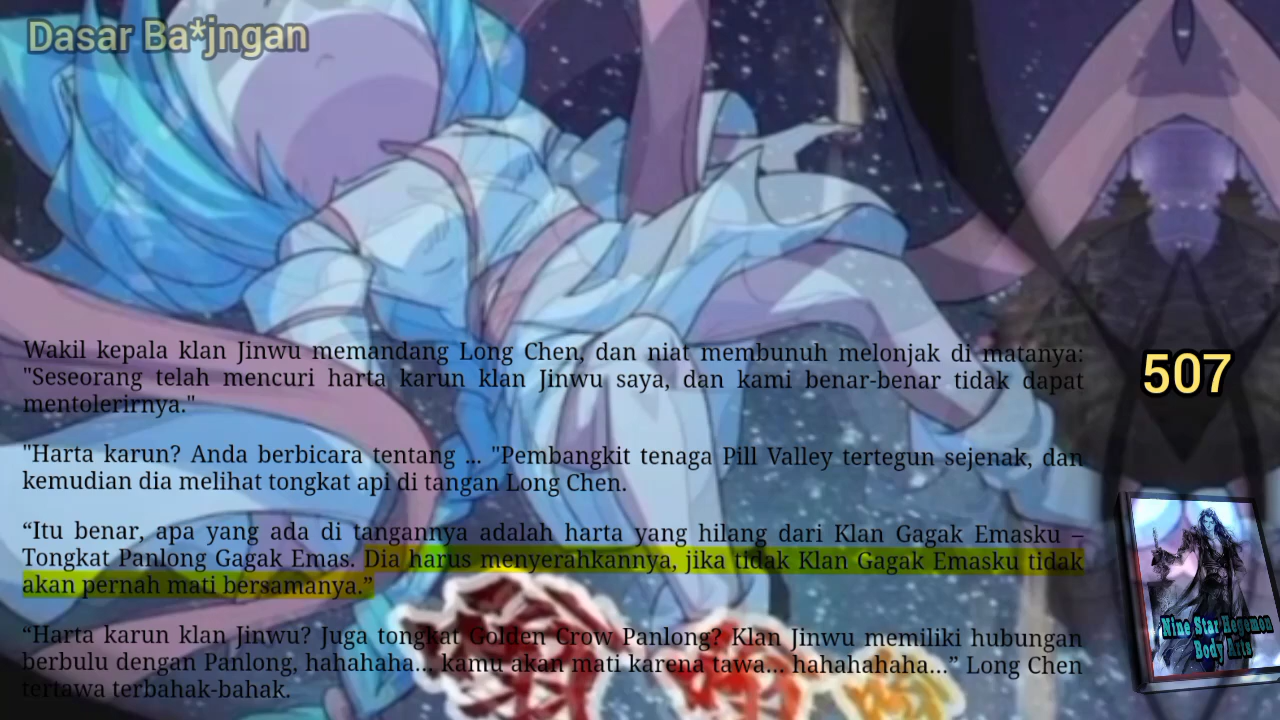 Dasar Ba*jngan
Wakil kepala klan Jinwu memandang Long Chen, dan niat membunuh melonjak di matanya:
"Seseorang telah mencuri harta karun klan Jinwu saya, dan kami benar-benar tidak dapat
mentolerirnya."
"Harta karun? Anda berbicara tentang ... "Pembangkit tenaga Pill Valley tertegun sejenak, dan
kemudian dia melihat tongkat api di tangan Long Chen.
“Itu benar, apa yang ada di tangannya adalah harta yang hilang dari Klan Gagak Emasku –
Tongkat Panlong Gagak Emas. Dia harus menyerahkannya, jika tidak Klan Gagak Emasku tidak
akan pernah mati bersamanya.”
“Harta karun klan Jinwu? Juga tongkat Golden Crow Panlong? Klan Jinwu memiliki hubungan
berbulu dengan Panlong, hahahaha... kamu akan mati karena tawa... hahahahaha...” Long Chen
tertawa terbahak-bahak.
507
Nine Star Hegemon
Body Arts